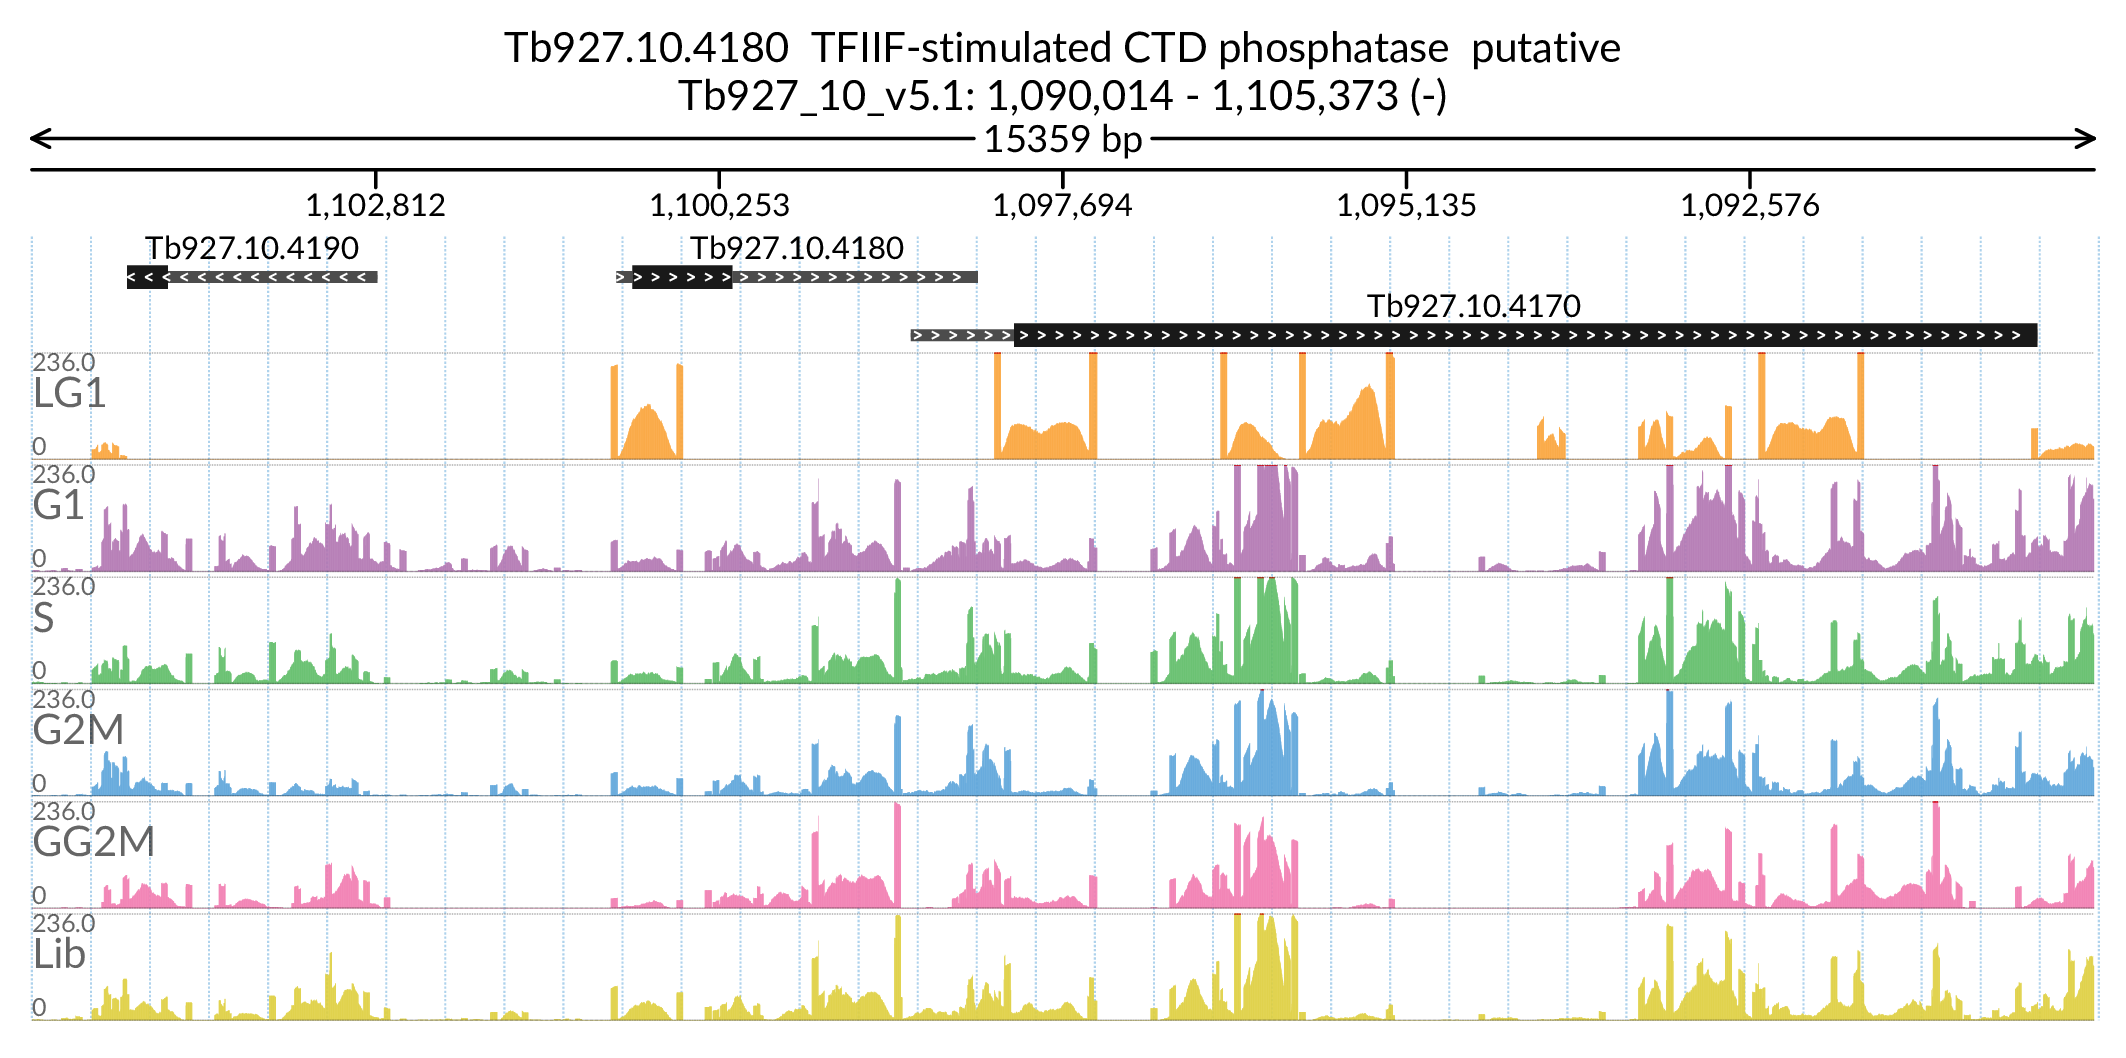 Tb927.10.4180  TFIIF-stimulated CTD phosphatase  putative
Tb927_10_v5.1: 1,090,014 - 1,105,373 (-)
15359 bp
1,102,812 1,100,253 1,097,694 1,095,135 1,092,576
Tb927.10.4190 Tb927.10.4180
Tb927.10.4170
236.0
LG1
0
236.0
G1
0
236.0
S
0
236.0
G2M
0
236.0
GG2M
0
236.0
Lib
0